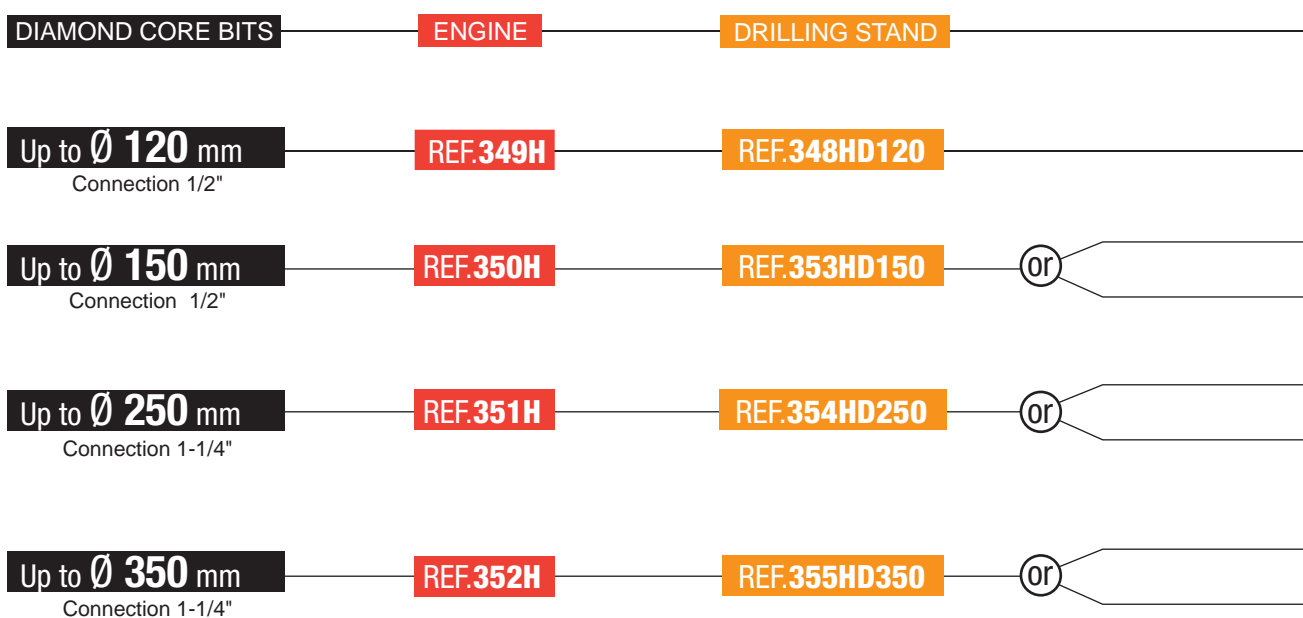 DIAMOND CORE BITS ENGINE DRILLING STAND
Up to Ø 120 mm REF.349H REF.348HD120
Connection 1/2"
Up to Ø 150 mm REF.350H REF.353HD150 or
Connection 1/2"
Up to Ø 250 mm REF.351H REF.354HD250 or
Connection 1-1/4"
Up to Ø 350 mm REF.352H REF.355HD350 or
Connection 1-1/4"